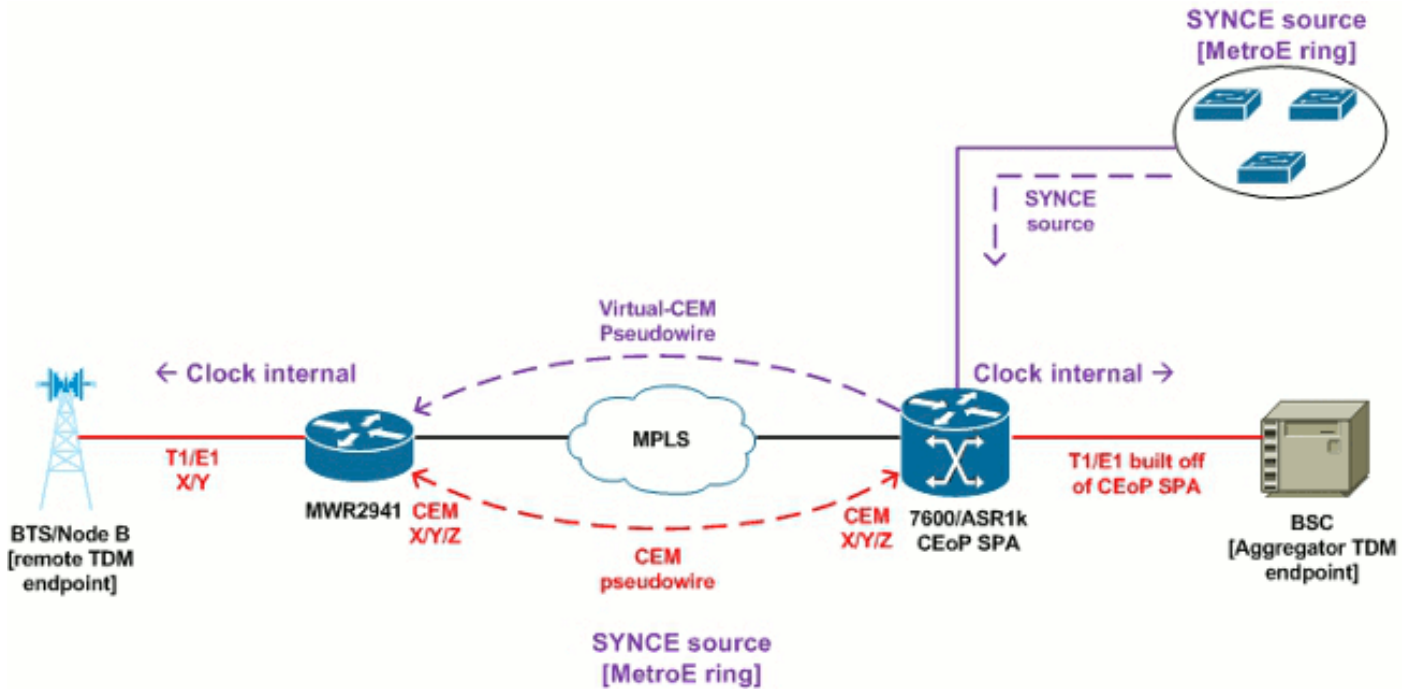 SYNCE source
[MetroE ring]
SYNCE
source
Virtual-CEM
Pseudowire
← Clock internal
Clock internal →
MPLS
T1/E1
X/Y
MWR2941
CEM
X/Y/Z
CEM
X/Y/Z
7600/ASR1k
CEoP SPA
T1/E1 built off
of CEoP SPA
BTS/Node B
[remote TDM
endpoint]
CEM
pseudowire
BSC
[Aggregator TDM
endpoint]
SYNCE source
[MetroE ring]